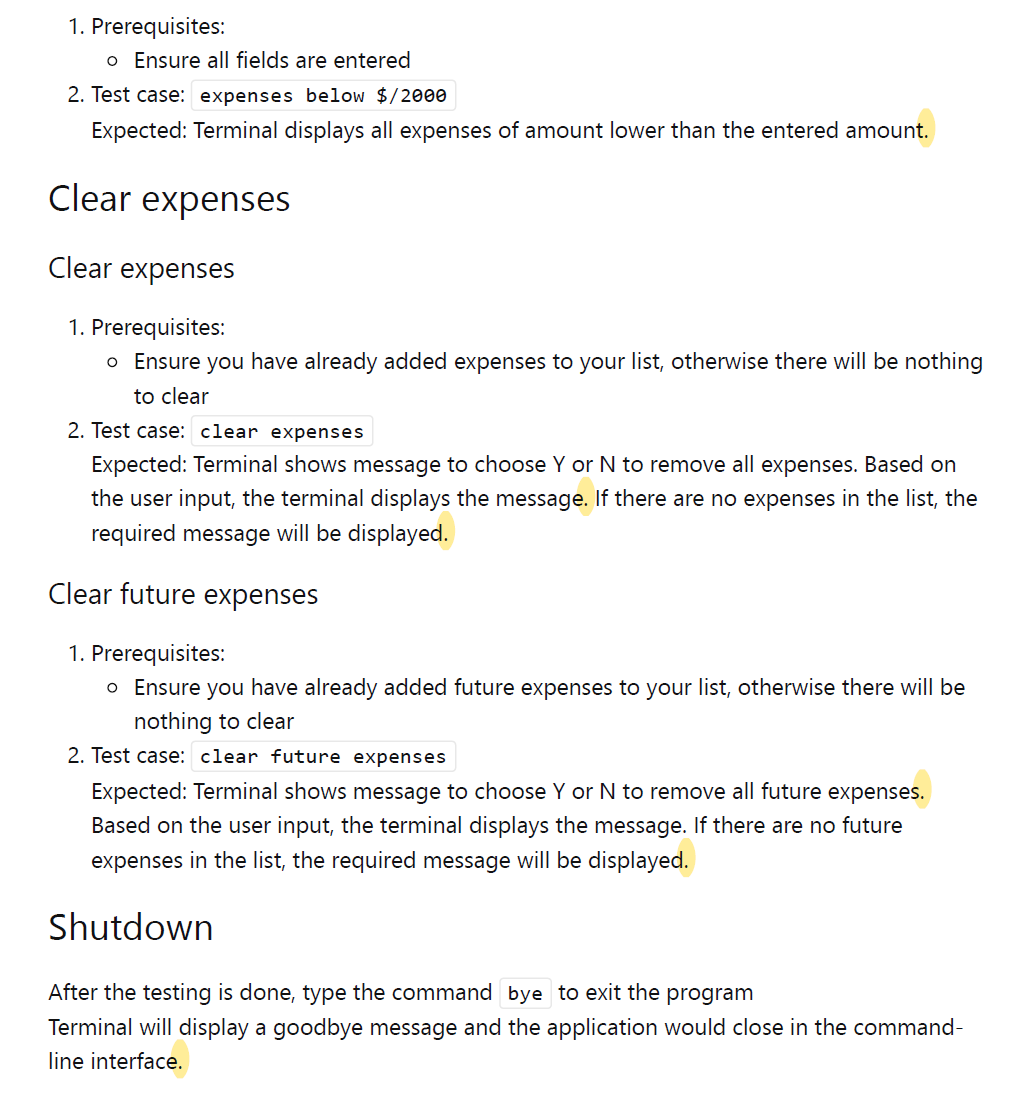 1. Prerequisites:
Ensure all fields are entered
2. Test case: expenses below $/2000
Expected: Terminal displays all expenses of amount lower than the entered amount.
Clear expenses
Clear expenses
1. Prerequisites:
Ensure you have already added expenses to your list, otherwise there will be nothing
to clear
2. Test case: clear expenses
Expected: Terminal shows message to choose Y or N to remove all expenses. Based on
the user input, the terminal displays the message. If there are no expenses in the list, the
required message will be displayed.
Clear future expenses
1. Prerequisites:
Ensure you have already added future expenses to your list, otherwise there will be
nothing to clear
2. Test case: clear future expenses
Expected: Terminal shows message to choose Y or N to remove all future expenses.
Based on the user input, the terminal displays the message. If there are no future
expenses in the list, the required message will be displayed.
Shutdown
After the testing is done, type the command bye to exit the program
Terminal will display a goodbye message and the application would close in the command-
line interface.